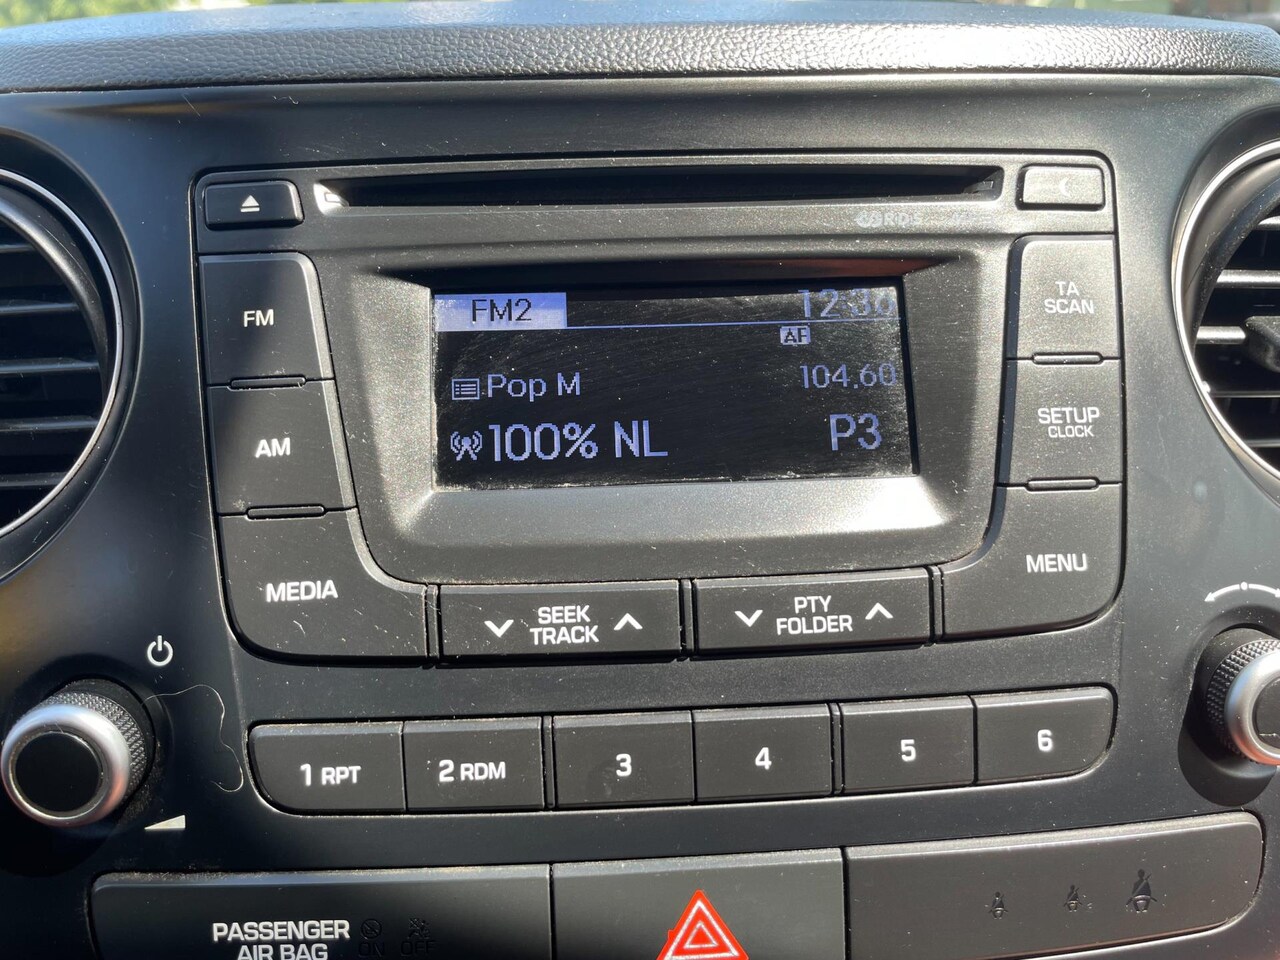 RDS
FM
AM
MEDIA
FM2
12:36
AF
Pop M
104.60
100% NL
P3
TA
SCAN
SETUP
CLOCK
MENU
SEEK
TRACK
PTY
FOLDER
1 RPT
2 RDM
3
4
5
6
PASSENGER
AIR BAG
ON
OFF